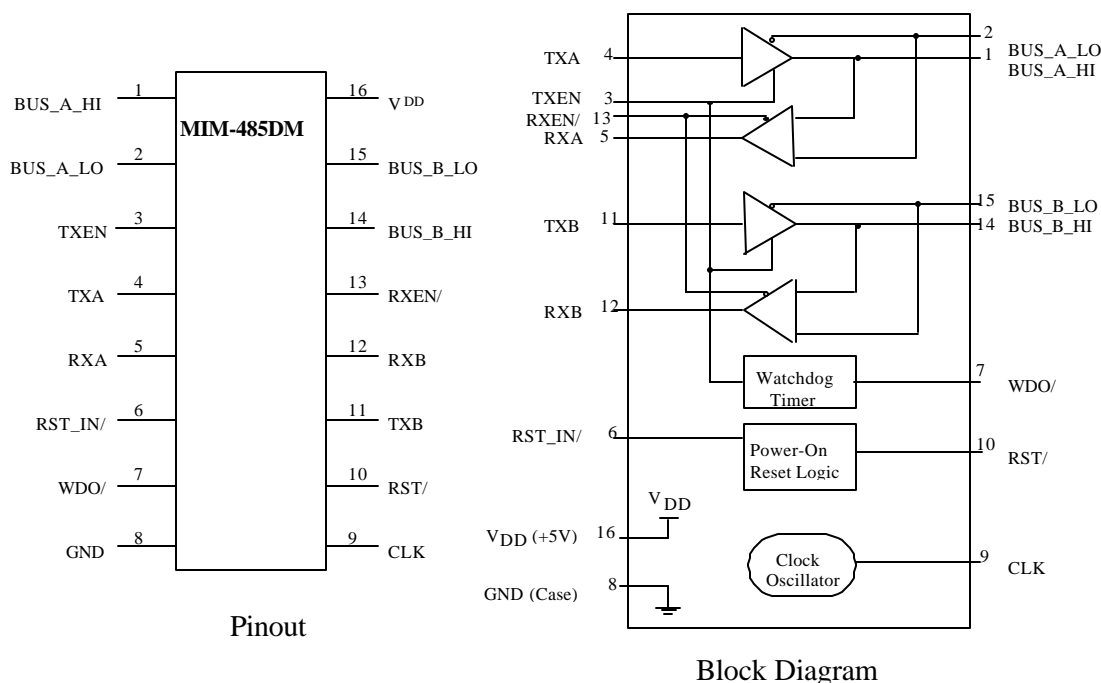 MIM-485DM
BUS_A_HI 1
16 VDD
BUS_A_LO 2
15 BUS_B_LO
TXEN 3
14 BUS_B_HI
TXA 4
13 RXEN/
RXA 5
12 RXB
RST_IN/ 6
11 TXB
WDO/ 7
10 RST/
GND 8
9 CLK
Pinout
TXA 4
2 BUS_A_LO
1 BUS_A_HI
TXEN 3
RXEN/ 13
RXA 5
TXB 11
15 BUS_B_LO
14 BUS_B_HI
RXB 12
Watchdog
Timer
7 WDO/
RST_IN/ 6
Power-On
Reset Logic
10 RST/
VDD
VDD (+5V) 16
Clock
Oscillator
9 CLK
GND (Case) 8
Block Diagram